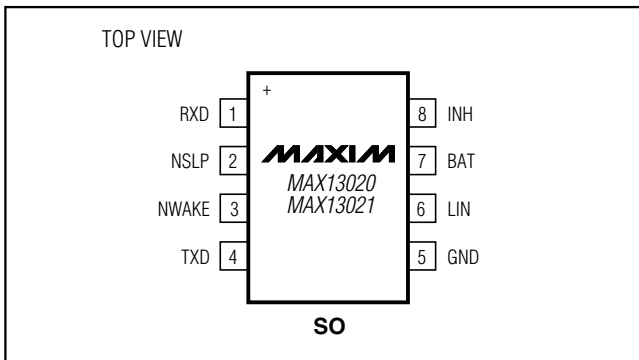 TOP VIEW
+
RXD 1
NSLP 2
NWAKE 3
TXD 4
MAXIM
MAX13020
MAX13021
8 INH
7 BAT
6 LIN
5 GND
SO